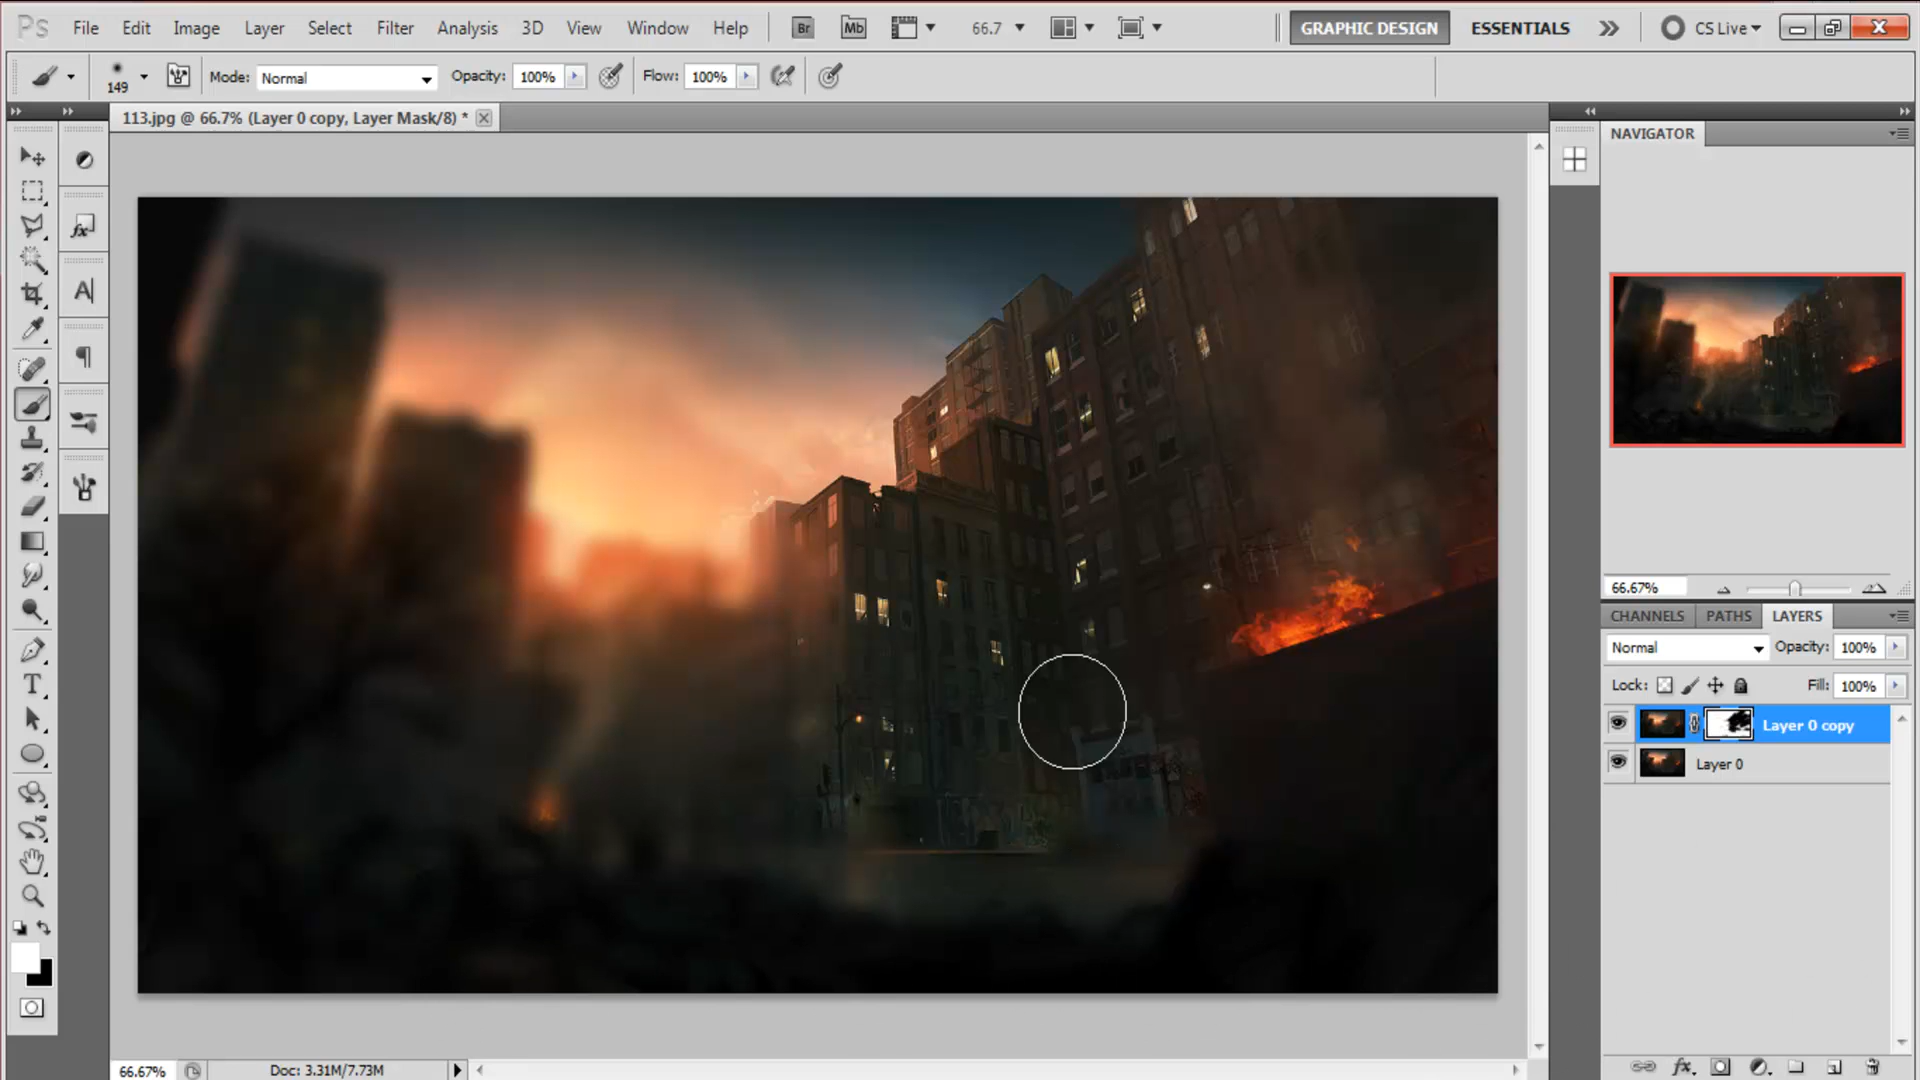 Ps File Edit Image Layer Select Filter Analysis 3D View Window Help Br Mb 66.7 GRAPHIC DESIGN ESSENTIALS CS Live X
149 Mode: Normal Opacity: 100% Flow: 100%
113.jpg @ 66.7% (Layer 0 copy, Layer Mask/8) *
NAVIGATOR
fx
A
T
66.67%
CHANNELS PATHS LAYERS
Normal Opacity: 100%
Lock: Fill: 100%
Layer 0 copy
Layer 0
66.67% Doc: 3.31M/7.73M fx